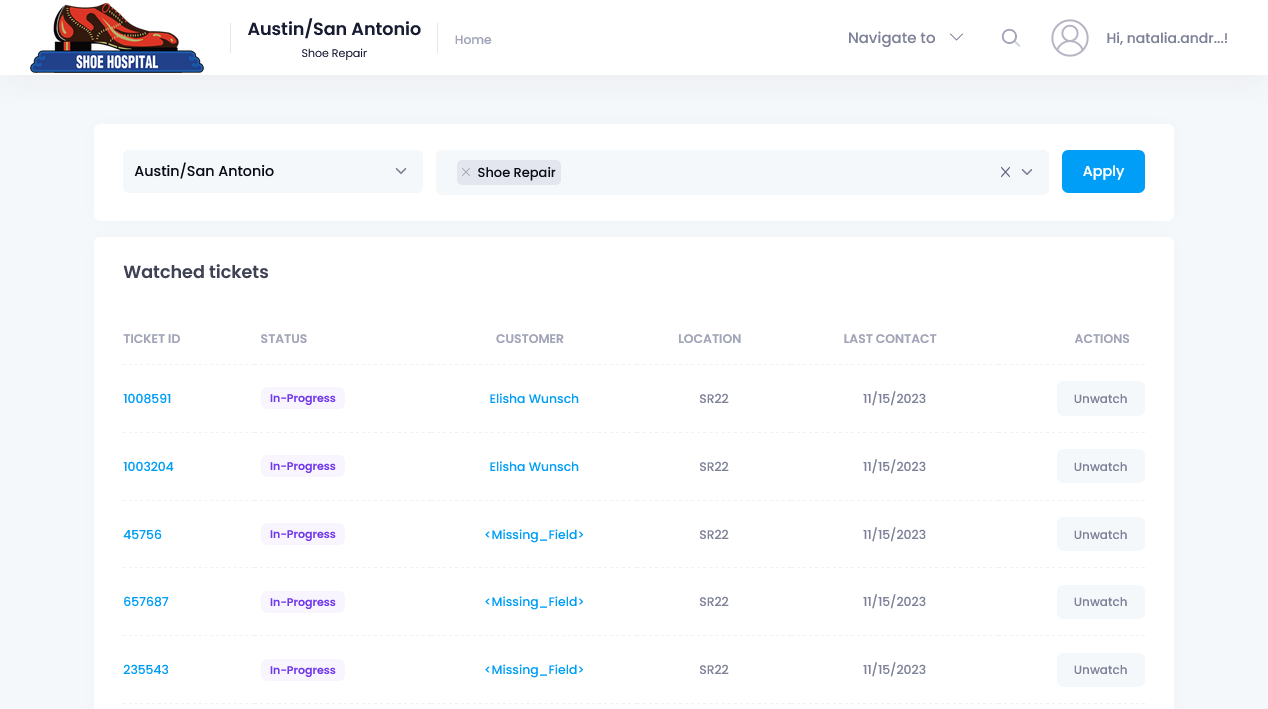 SHOE HOSPITAL
Austin/San Antonio
Shoe Repair
Home
Navigate to
Hi, natalia.andr...!
Austin/San Antonio
Shoe Repair
Apply
Watched tickets
TICKET ID STATUS CUSTOMER LOCATION LAST CONTACT ACTIONS
1008591 In-Progress Elisha Wunsch SR22 11/15/2023 Unwatch
1003204 In-Progress Elisha Wunsch SR22 11/15/2023 Unwatch
45756 In-Progress <Missing_Field> SR22 11/15/2023 Unwatch
657687 In-Progress <Missing_Field> SR22 11/15/2023 Unwatch
235543 In-Progress <Missing_Field> SR22 11/15/2023 Unwatch